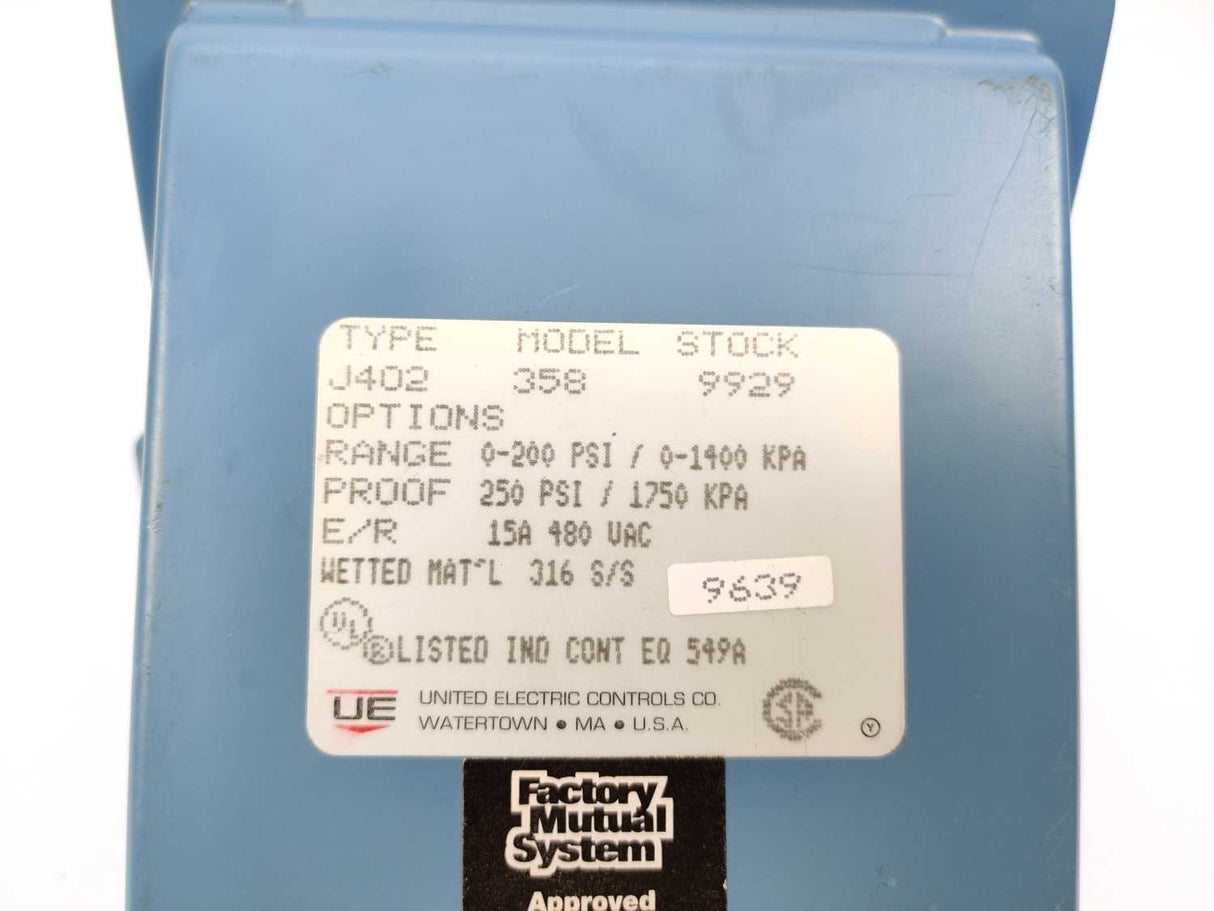 TYPE MODEL STOCK
J402 358 9929
OPTIONS
RANGE 0-200 PSI / 0-1400 KPA
PROOF 250 PSI / 1750 KPA
E/R 15A 480 VAC
WETTED MAT'L 316 S/S
9639
UL
® LISTED IND CONT EQ 549A
UE UNITED ELECTRIC CONTROLS CO.
WATERTOWN • MA • U.S.A.
SA
Y
Factory
Mutual
System
Approved